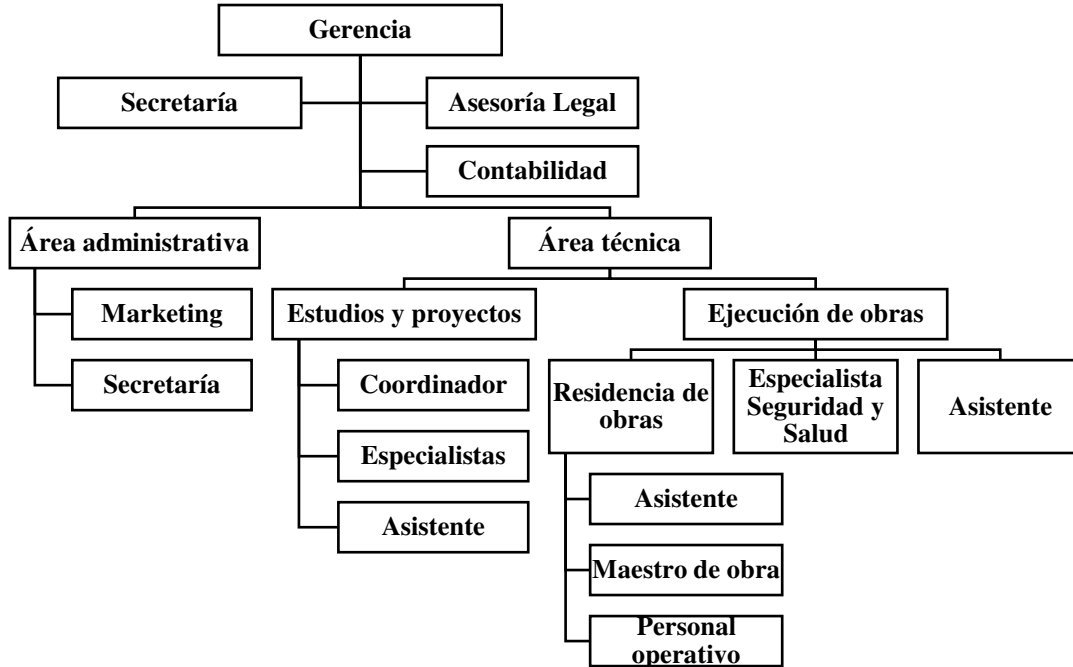 Gerencia
Secretaría
Asesoría Legal
Contabilidad
Área administrativa
Área técnica
Marketing
Estudios y proyectos
Ejecución de obras
Secretaría
Coordinador
Residencia de
obras
Especialista
Seguridad y
Salud
Asistente
Especialistas
Asistente
Asistente
Maestro de obra
Personal
operativo